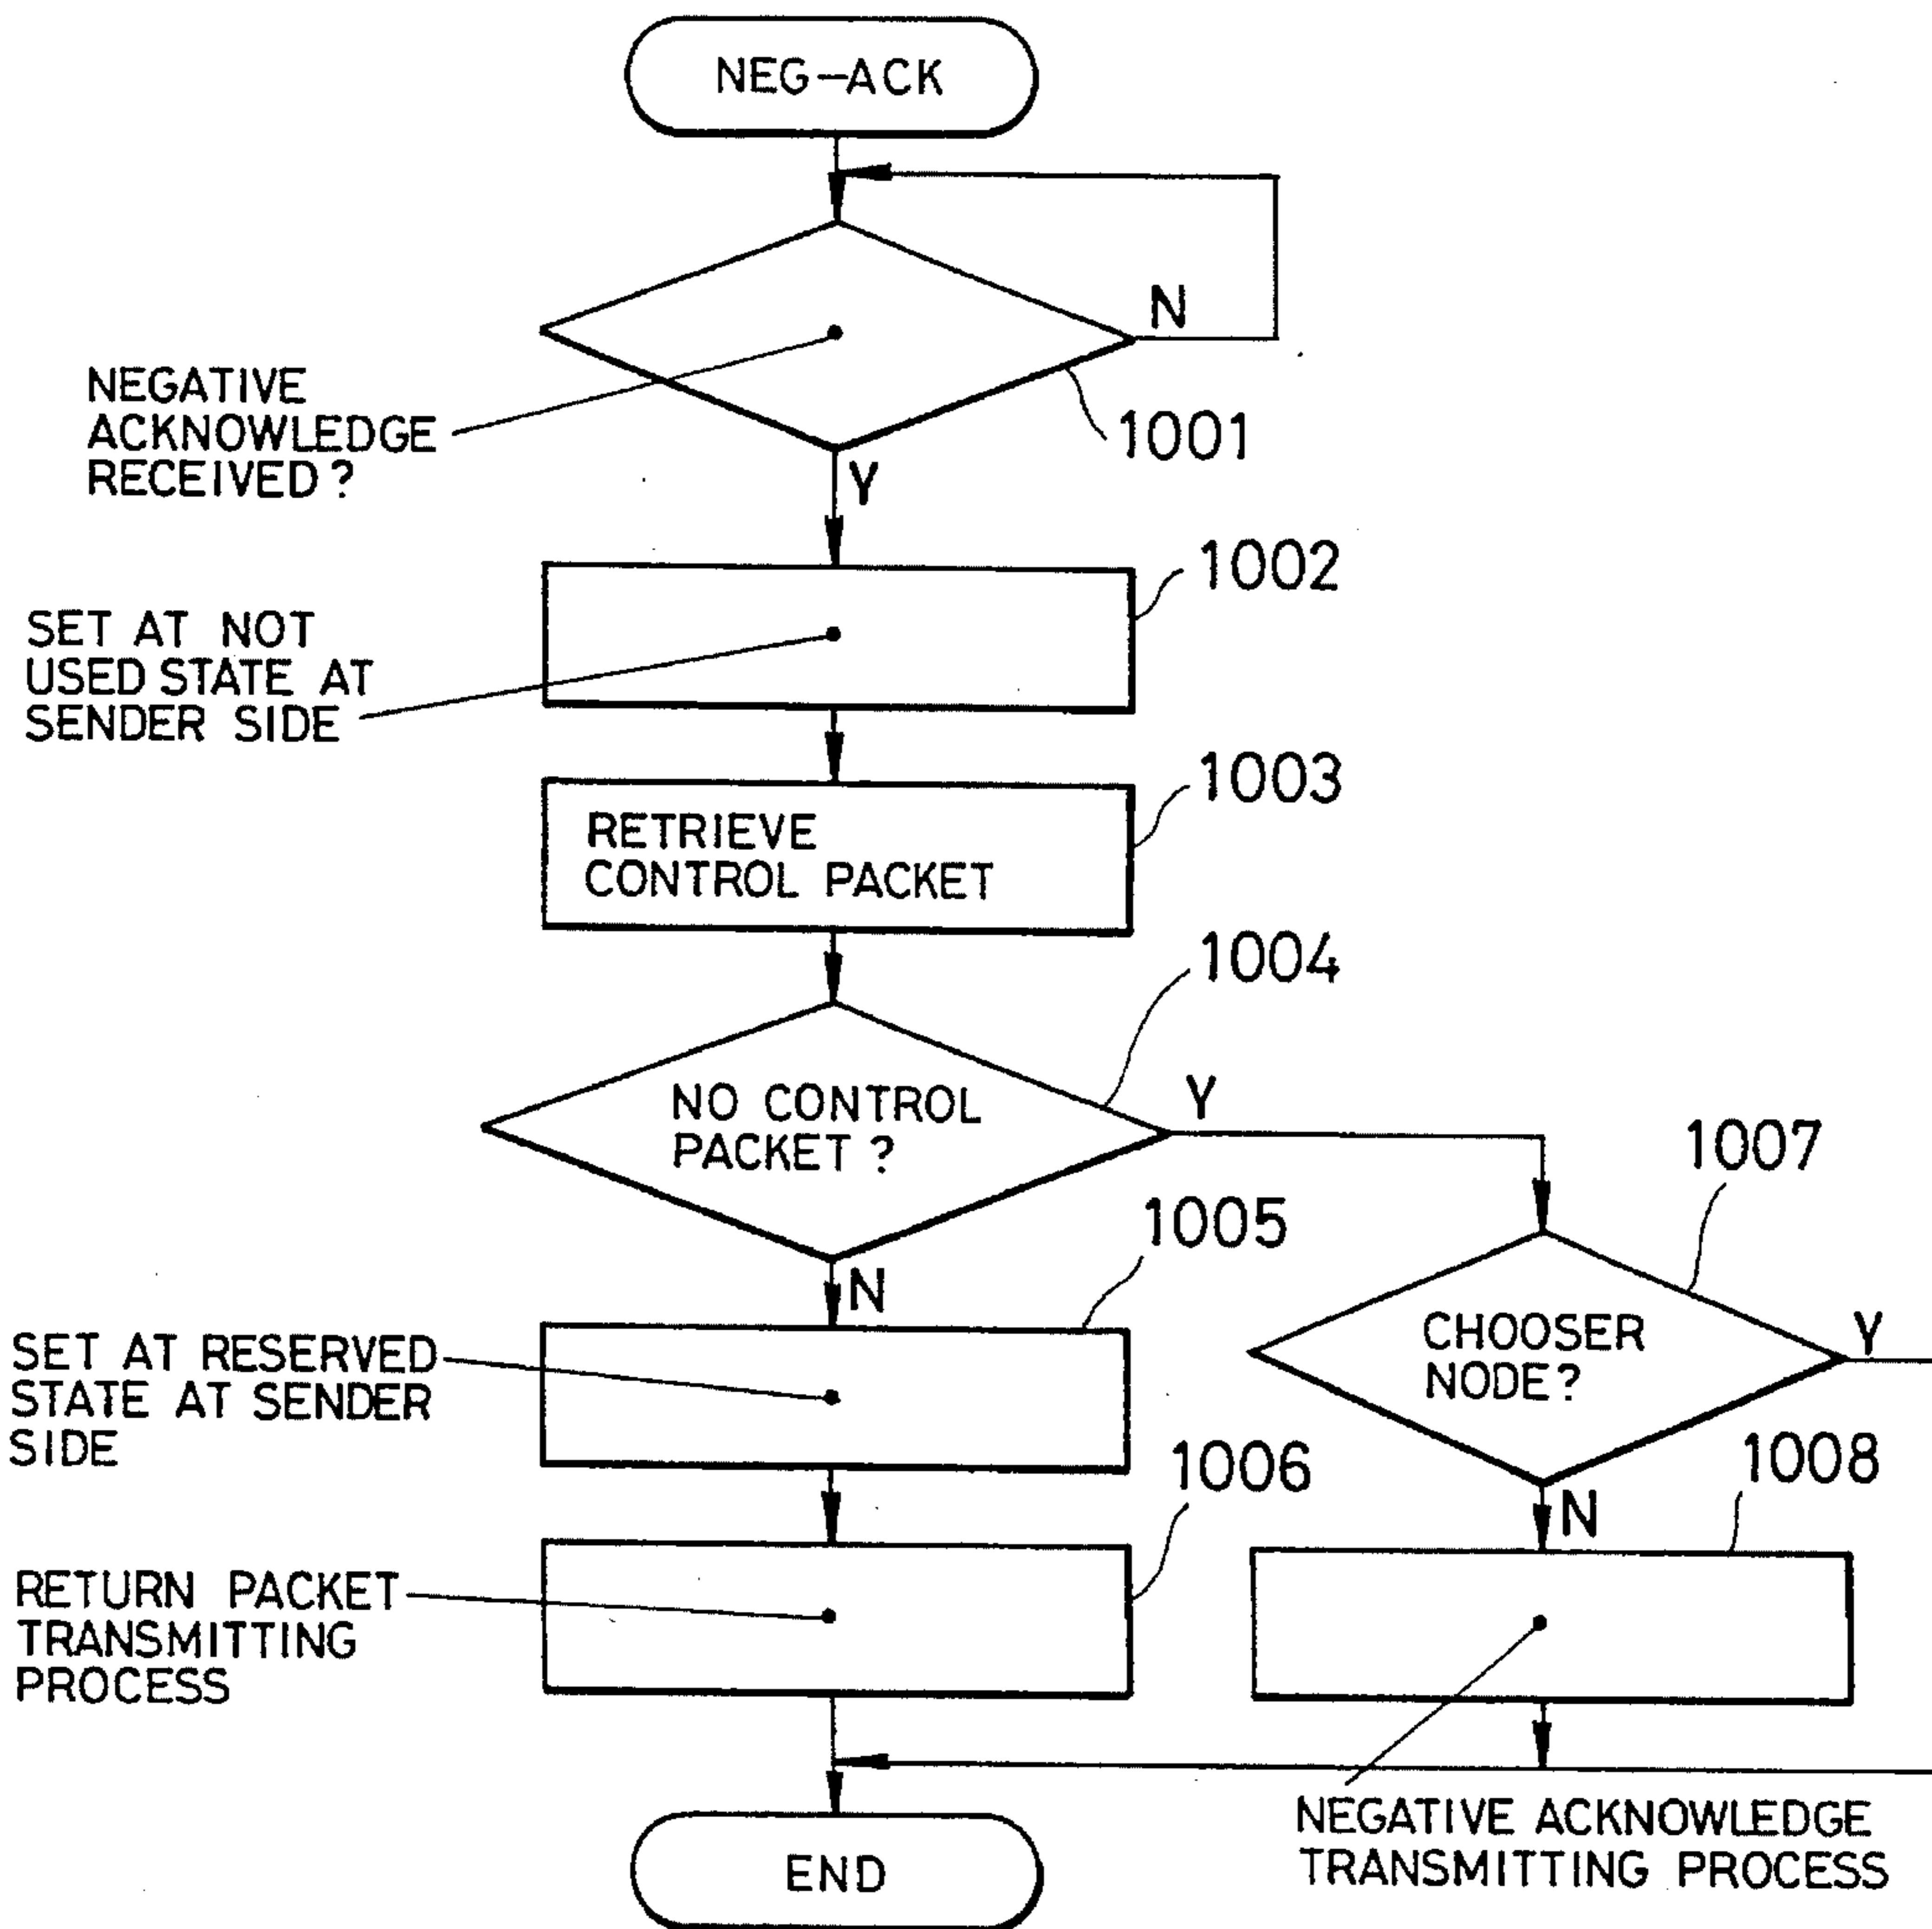 NEG-ACK
N
NEGATIVE
ACKNOWLEDGE
RECEIVED?
1001
Y
1002
SET AT NOT
USED STATE AT
SENDER SIDE
1003
RETRIEVE
CONTROL PACKET
1004
NO CONTROL
PACKET?
Y
1007
1005
N
CHOOSER
NODE?
Y
SET AT RESERVED
STATE AT SENDER
SIDE
1006
1008
N
RETURN PACKET
TRANSMITTING
PROCESS
NEGATIVE ACKNOWLEDGE
TRANSMITTING PROCESS
END